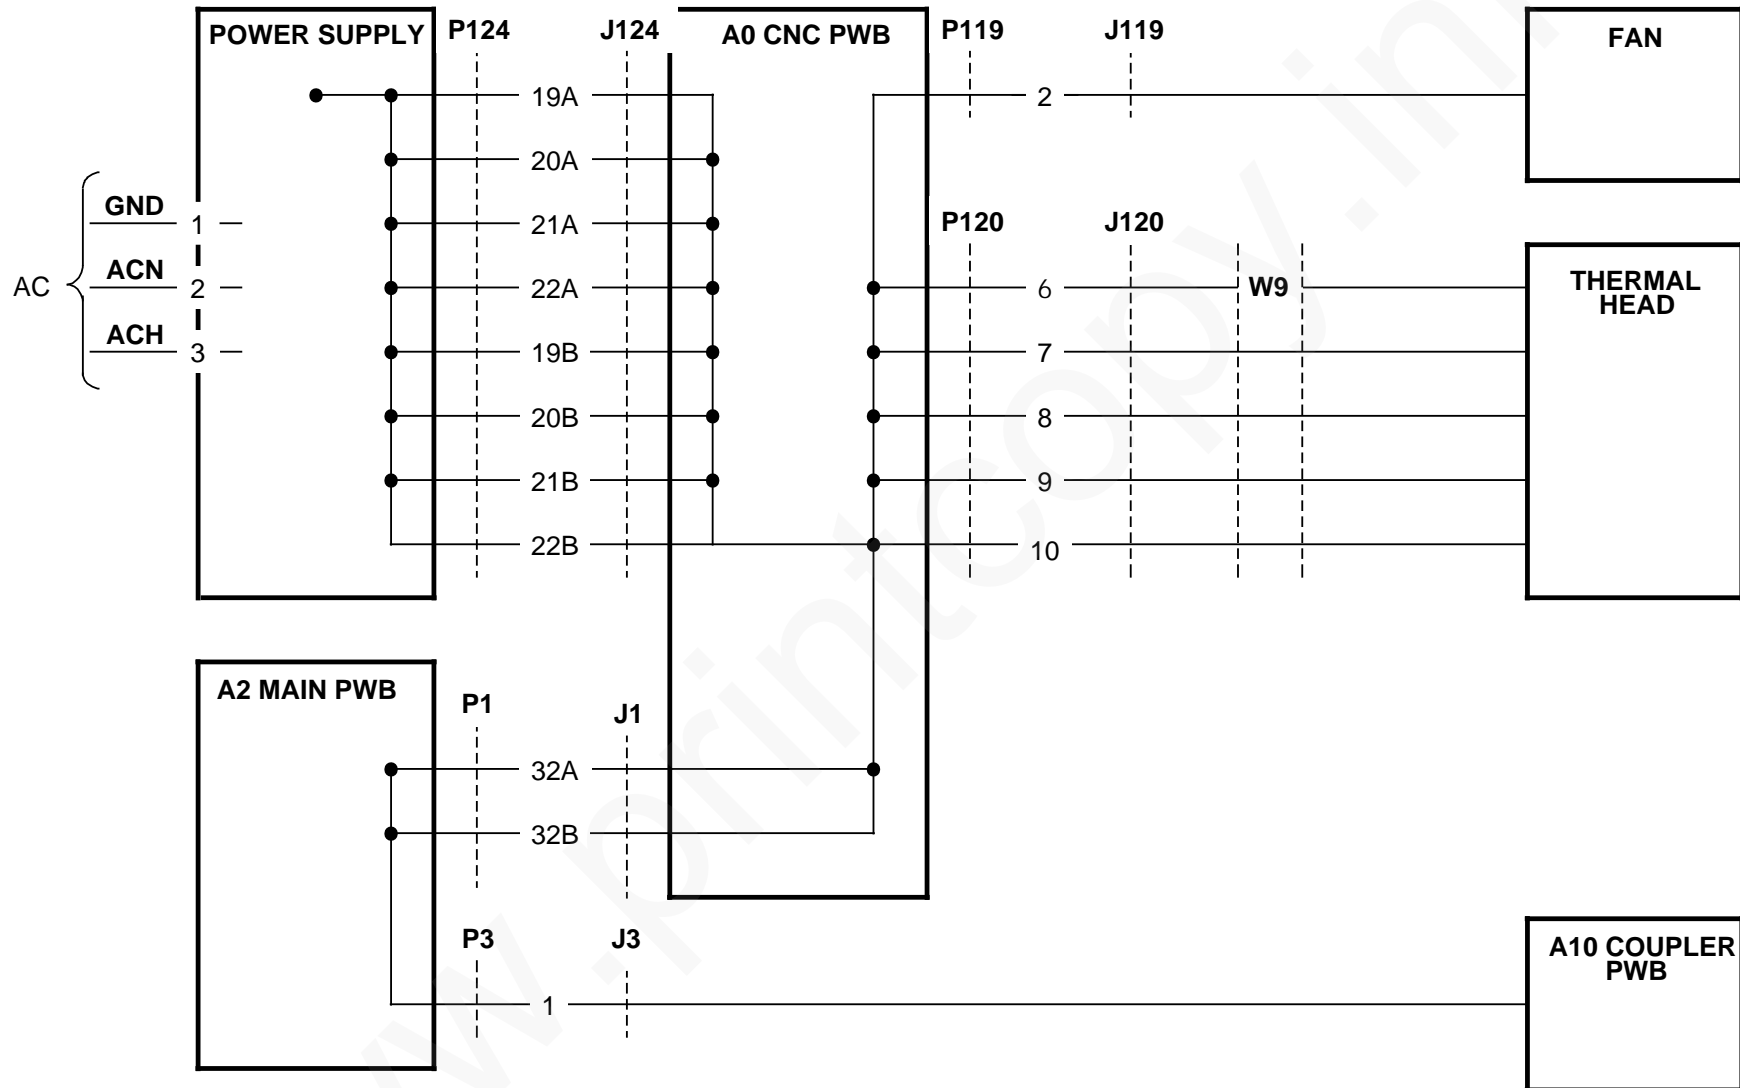 POWER SUPPLY
P124
J124
A0 CNC PWB
P119
J119
FAN
19A
2
20A
GND
1
21A
P120
J120
AC
ACN
2
22A
6
W9
THERMAL
HEAD
ACH
3
19B
7
20B
8
21B
9
22B
10
A2 MAIN PWB
P1
J1
32A
32B
P3
J3
1
A10 COUPLER
PWB
w.printcopy.in